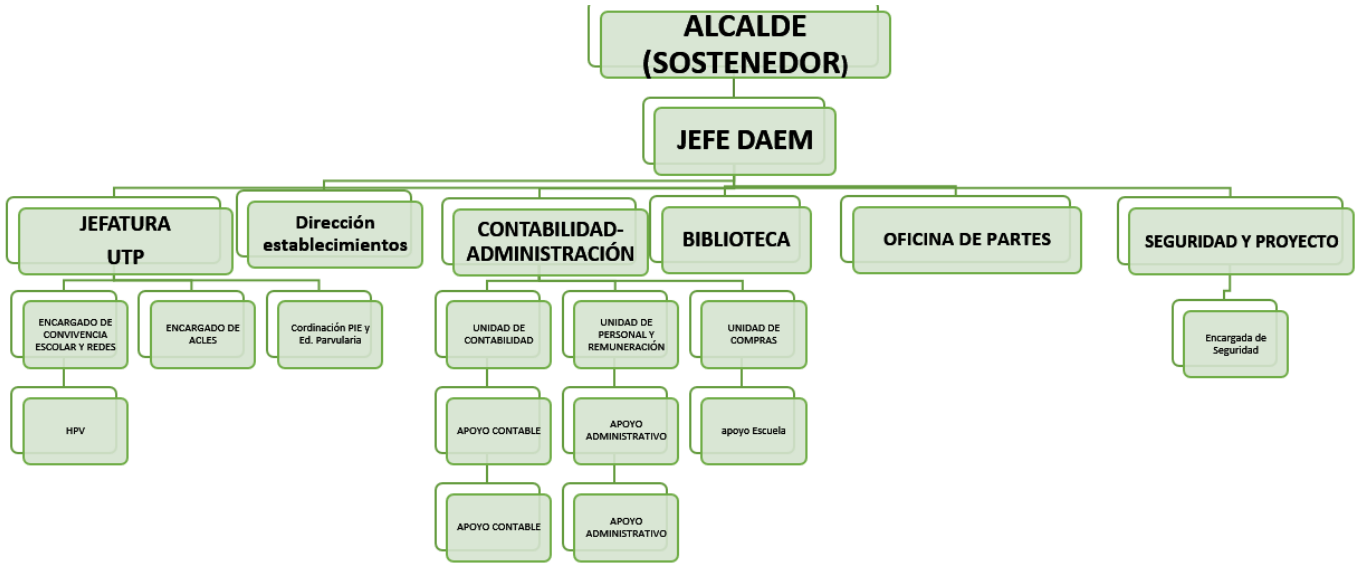 ALCALDE
(SOSTENEDOR)
JEFE DAEM
JEFATURA
UTP
Dirección
establecimientos
CONTABILIDAD-
ADMINISTRACIÓN
BIBLIOTECA
OFICINA DE PARTES
SEGURIDAD Y PROYECTO
ENCARGADO DE
CONVIVENCIA
ESCOLAR Y REDES
ENCARGADO DE
ACLES
Cordinación PIE y
Ed. Parvularia
UNIDAD DE
CONTABILIDAD
UNIDAD DE
PERSONAL Y
REMUNERACIÓN
UNIDAD DE
COMPRAS
Encargada de
Seguridad
HPV
APOYO CONTABLE
APOYO
ADMINISTRATIVO
apoyo Escuela
APOYO CONTABLE
APOYO
ADMINISTRATIVO